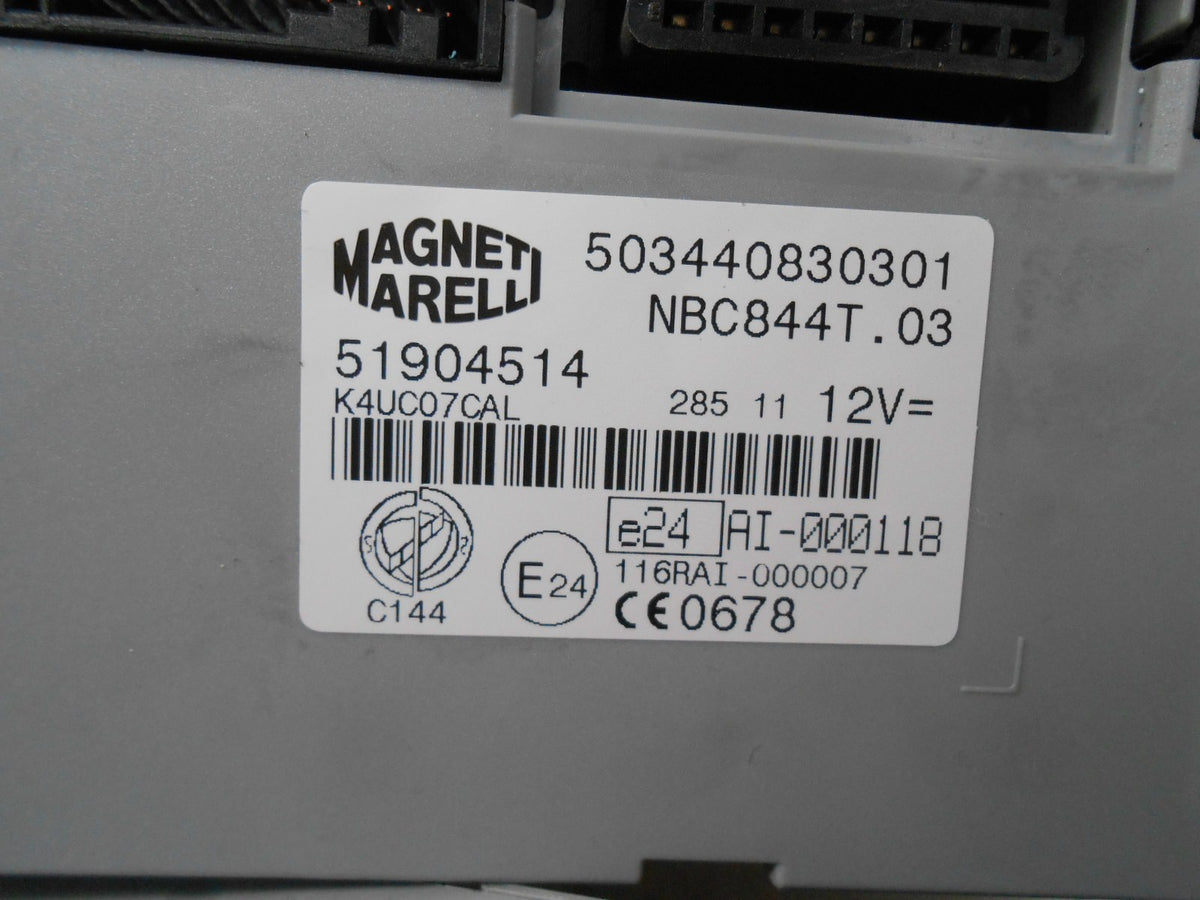 MAGNETI
MARELLI
503440830301
NBC844T.03
51904514
K4UC07CAL
285 11 12V=
e24 AI-000118
116RAI-000007
E24
CE0678
C144